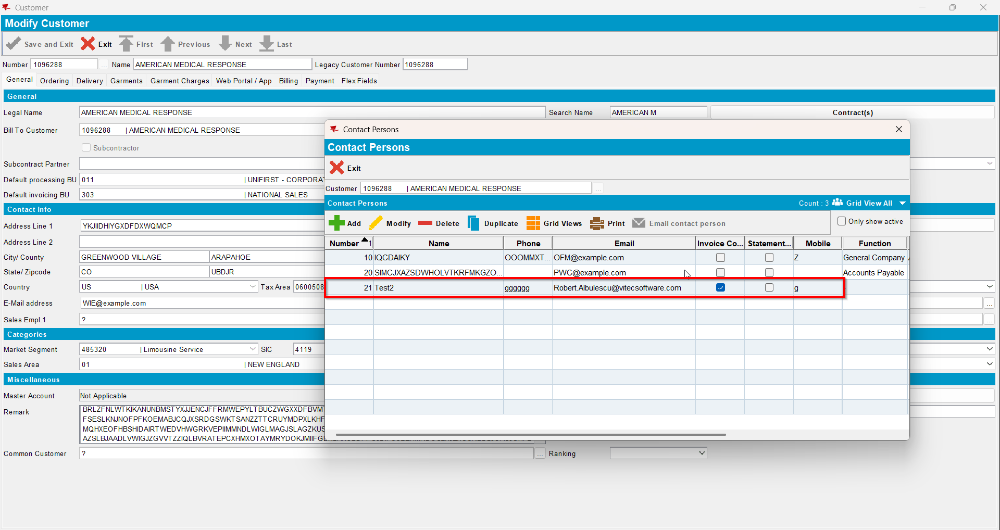 Customer
Modify Customer
Save and Exit Exit First Previous Next Last
Number 1096288 ... Name AMERICAN MEDICAL RESPONSE Legacy Customer Number 1096288
General Ordering Delivery Garments Garment Charges Web Portal / App Billing Payment Flex Fields
General
Legal Name AMERICAN MEDICAL RESPONSE Search Name AMERICAN M Contract(s)
Bill To Customer 1096288 | AMERICAN MEDICAL RESPONSE
Subcontractor
Subcontract Partner
Default processing BU 011 | UNIFIRST - CORPORAT
Default invoicing BU 303 | NATIONAL SALES
Contact info
Address Line 1 YKJIIDHIYGXDFDXWQMCP
Address Line 2
City/ County GREENWOOD VILLAGE ARAPAHOE
State/ Zipcode CO UBDJR
Country US | USA Tax Area 0600508
E-Mail address WIE@example.com ...
Sales Empl.1 ? ...
Categories
Market Segment 485320 | Limousine Service SIC 4119
Sales Area 01 | NEW ENGLAND
Miscellaneous
Master Account Not Applicable
Remark BRLZFNLWTKIKANUNBMSTYXJJENCJFFRMWEPYLTBUCZWGXXDFBVM
FSESLKNJNOFPFKOEMABJCQJXSRDGSWKTSANZZTTCRUYMDPXLKHF
MQHXEOFHBSHIDAIRTWEDVHWGRKVEPIIMMNDLWIGLMAGJSLAGZKUS
AZSLBJAADLVWIGJZGVVTZZIQLBVRATEPCXHMXOTAYMRYDOKJMIIFG
Common Customer ? ... Ranking
Contact Persons
Contact Persons
Exit
Customer 1096288 | AMERICAN MEDICAL RESPONSE ...
Contact Persons Count : 3 Grid View All
Add Modify Delete Duplicate Grid Views Print Email contact person Only show active
Number 1 Name Phone Email Invoice Co... Statement... Mobile Function
10 IQCDAIKY OOOMMXT... OFM@example.com Z General Company
20 SIMCJXAZSDWHOLVTKRFMKGZO... PWC@example.com Accounts Payable
21 Test2 gggggg Robert.Albulescu@vitecsoftware.com g